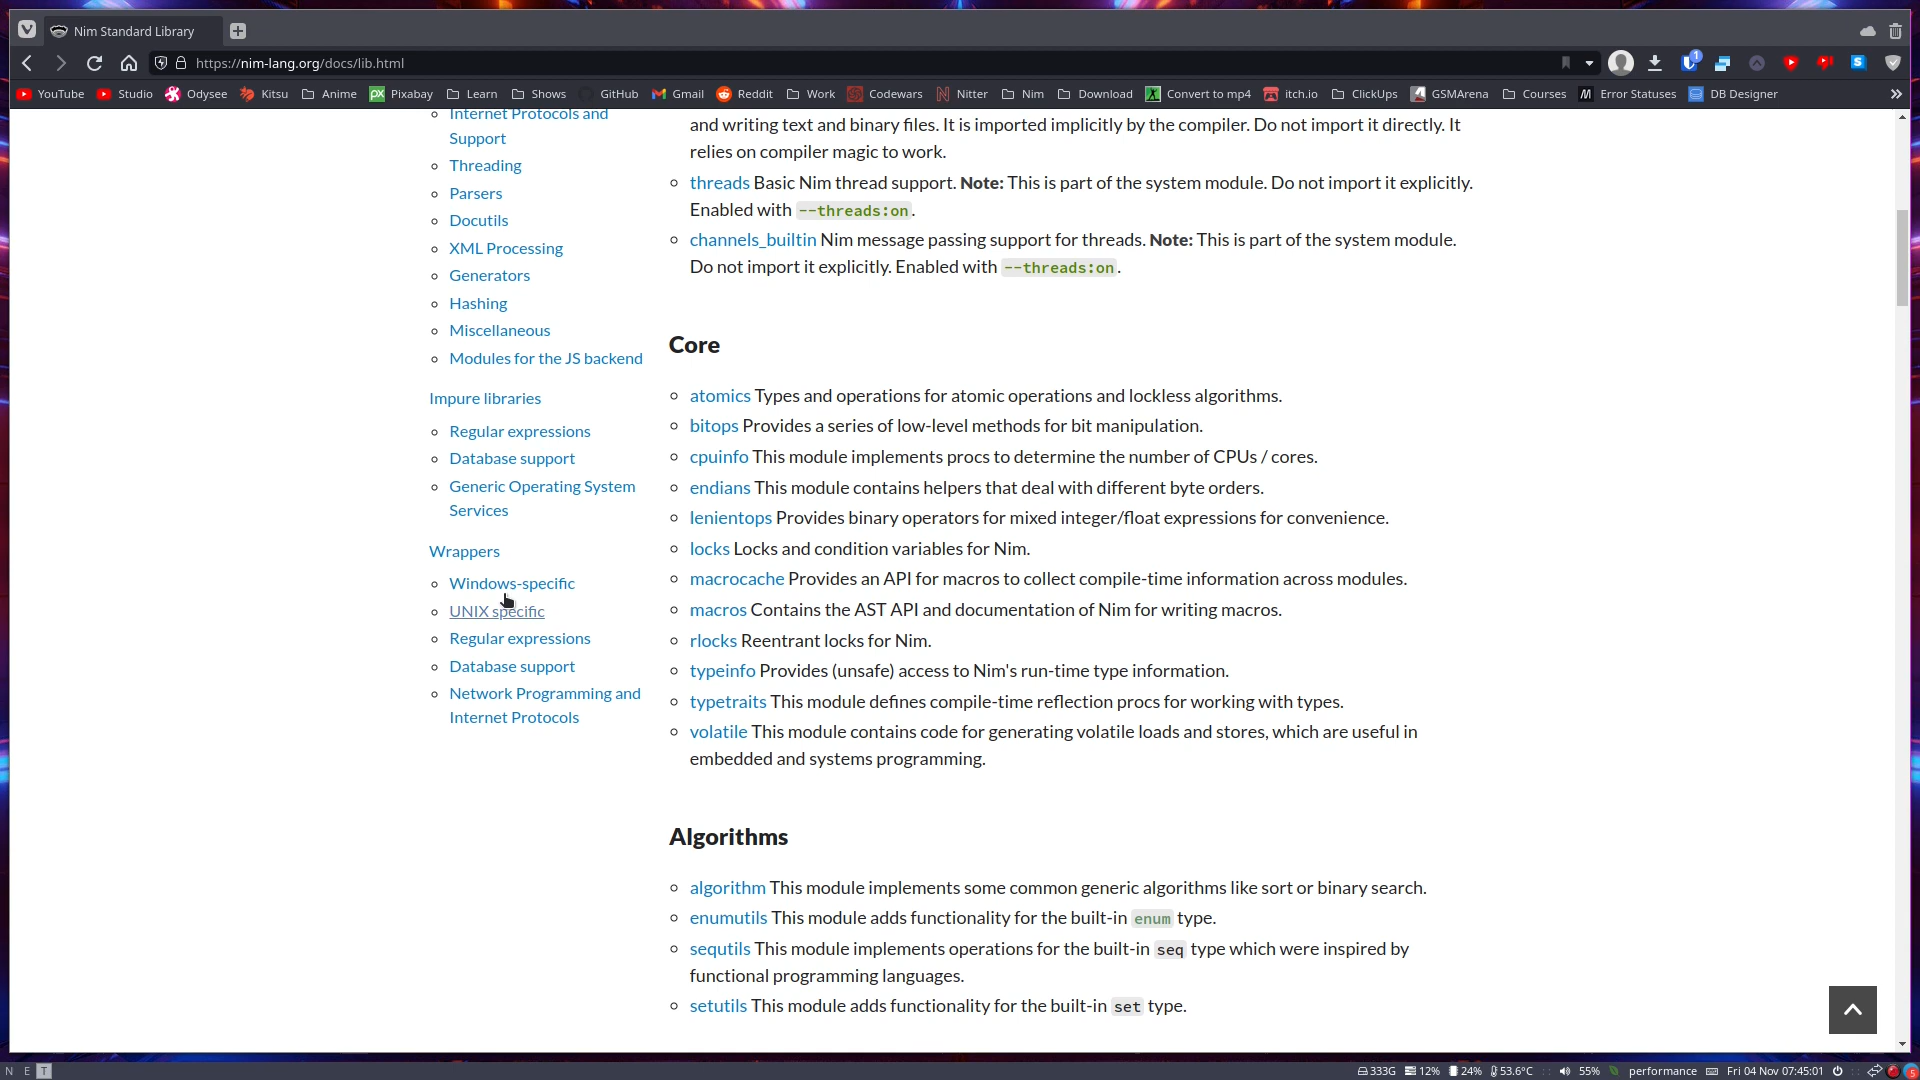 Nim Standard Library
https://nim-lang.org/docs/lib.html
1
YouTube Studio Odysee Kitsu Anime Pixabay Learn Shows GitHub Gmail Reddit Work Codewars Nitter Nim Download Convert to mp4 itch.io ClickUps GSMArena Courses Error Statuses DB Designer
Internet Protocols and
Support
Threading
Parsers
Docutils
XML Processing
Generators
Hashing
Miscellaneous
Modules for the JS backend
Impure libraries
Regular expressions
Database support
Generic Operating System
Services
Wrappers
Windows-specific
UNIX specific
Regular expressions
Database support
Network Programming and
Internet Protocols
and writing text and binary files. It is imported implicitly by the compiler. Do not import it directly. It
relies on compiler magic to work.
threads Basic Nim thread support. Note: This is part of the system module. Do not import it explicitly.
Enabled with --threads:on.
channels_builtin Nim message passing support for threads. Note: This is part of the system module.
Do not import it explicitly. Enabled with --threads:on.
Core
atomics Types and operations for atomic operations and lockless algorithms.
bitops Provides a series of low-level methods for bit manipulation.
cpuinfo This module implements procs to determine the number of CPUs / cores.
endians This module contains helpers that deal with different byte orders.
lenientops Provides binary operators for mixed integer/float expressions for convenience.
locks Locks and condition variables for Nim.
macrocache Provides an API for macros to collect compile-time information across modules.
macros Contains the AST API and documentation of Nim for writing macros.
rlocks Reentrant locks for Nim.
typeinfo Provides (unsafe) access to Nim's run-time type information.
typetraits This module defines compile-time reflection procs for working with types.
volatile This module contains code for generating volatile loads and stores, which are useful in
embedded and systems programming.
Algorithms
algorithm This module implements some common generic algorithms like sort or binary search.
enumutils This module adds functionality for the built-in enum type.
sequtils This module implements operations for the built-in seq type which were inspired by
functional programming languages.
setutils This module adds functionality for the built-in set type.
N E T 333G 12% 24% 53.6°C 55% performance Fri 04 Nov 07:45:01 5